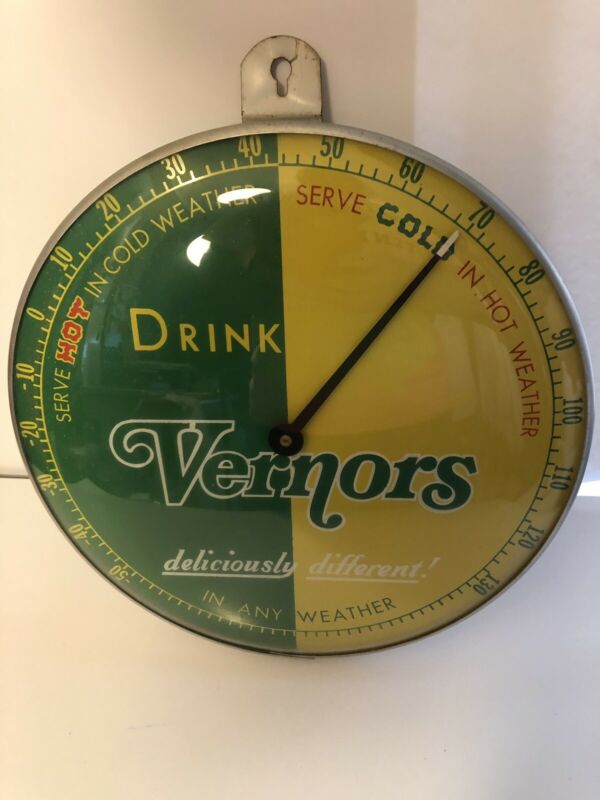 -50 -40 -30 -20 -10 0 10 20 30 40 50 60 70 80 90 100 110 120 130
SERVE HOT IN COLD WEATHER
SERVE COLD IN HOT WEATHER
DRINK
Vernors
deliciously different!
IN ANY WEATHER